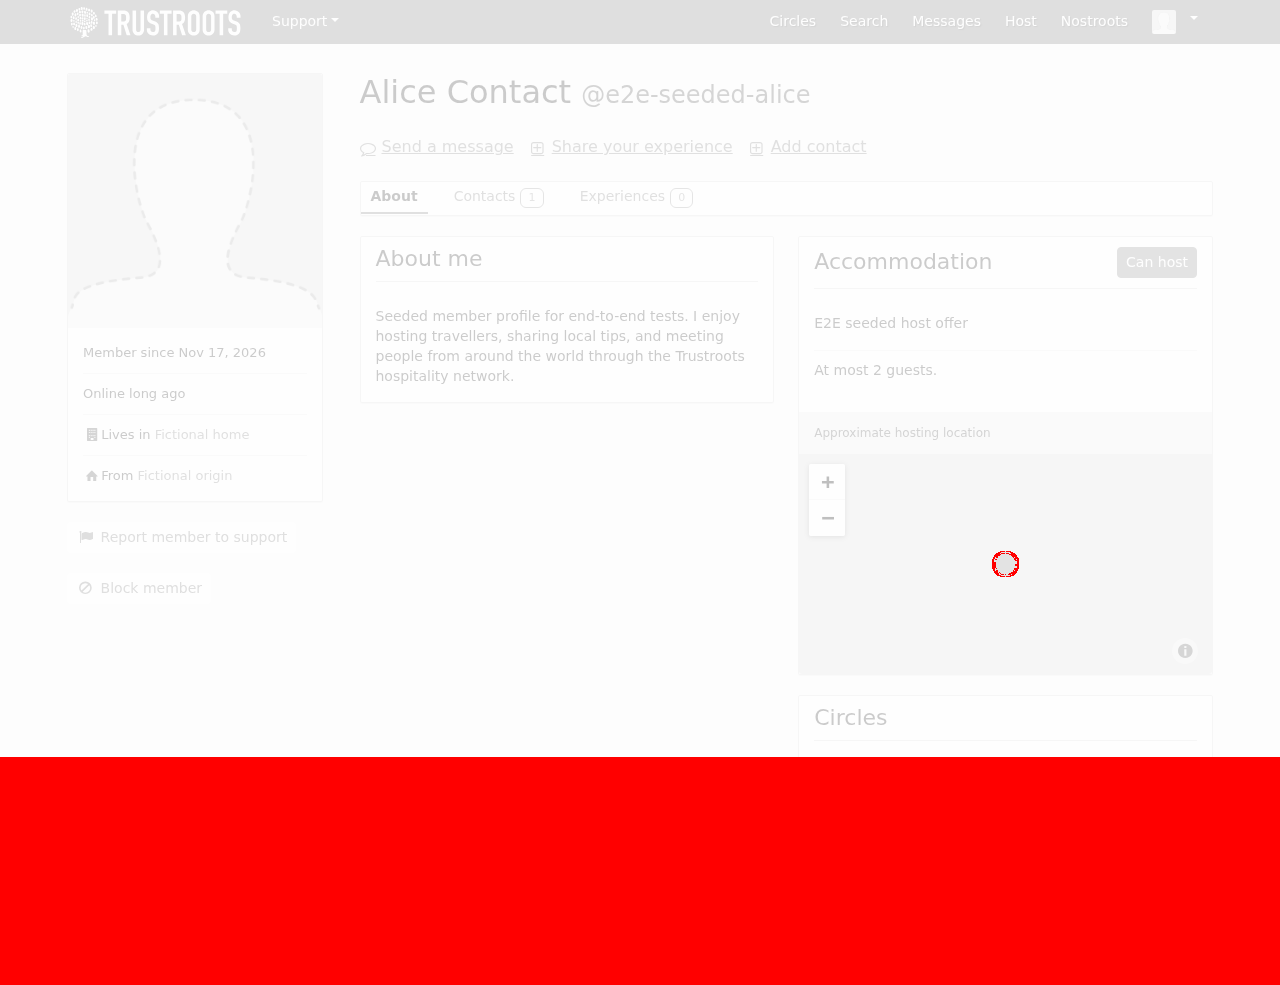 TRUSTROOTS Support Circles Search Messages Host Nostroots
Alice Contact @e2e-seeded-alice
Send a message Share your experience Add contact
About Contacts 1 Experiences 0
Member since Nov 17, 2026
Online long ago
Lives in Fictional home
From Fictional origin
Report member to support
Block member
About me
Seeded member profile for end-to-end tests. I enjoy
hosting travellers, sharing local tips, and meeting
people from around the world through the Trustroots
hospitality network.
Accommodation Can host
E2E seeded host offer
At most 2 guests.
Approximate hosting location
+
−
Circles